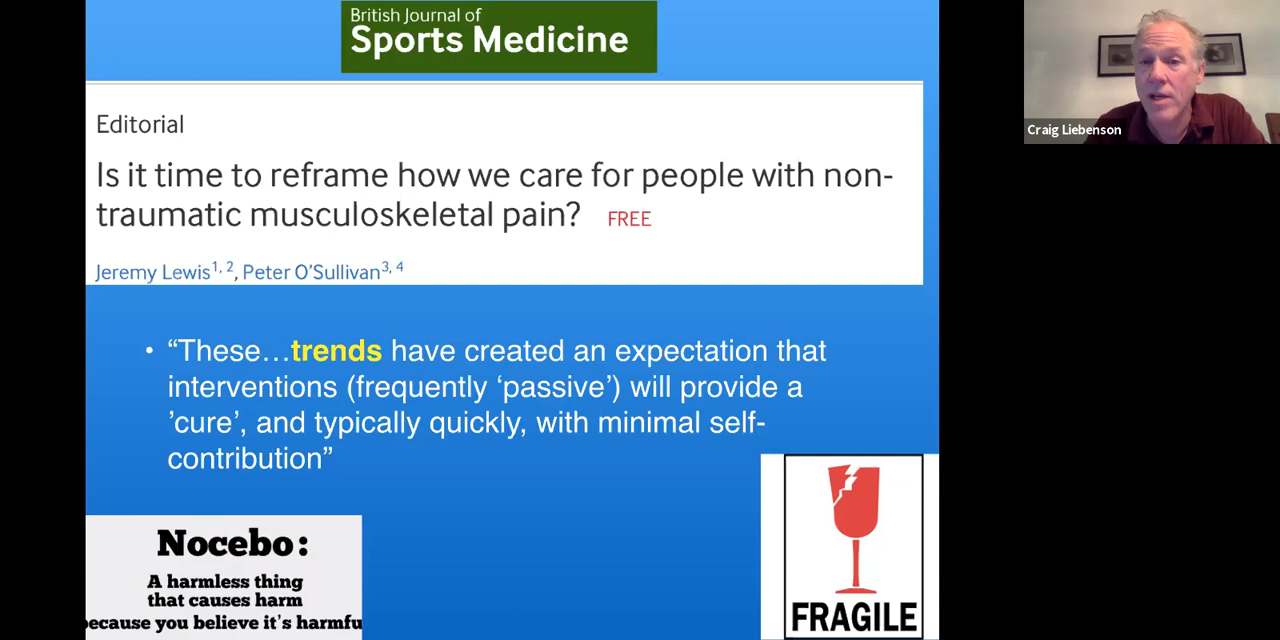 British Journal of
Sports Medicine
Craig Liebenson
Editorial
Is it time to reframe how we care for people with non-
traumatic musculoskeletal pain? FREE
Jeremy Lewis1, 2, Peter O'Sullivan3, 4
• “These…trends have created an expectation that
interventions (frequently ‘passive’) will provide a
’cure’, and typically quickly, with minimal self-
contribution”
Nocebo:
A harmless thing
that causes harm
because you believe it's harmfu
FRAGILE